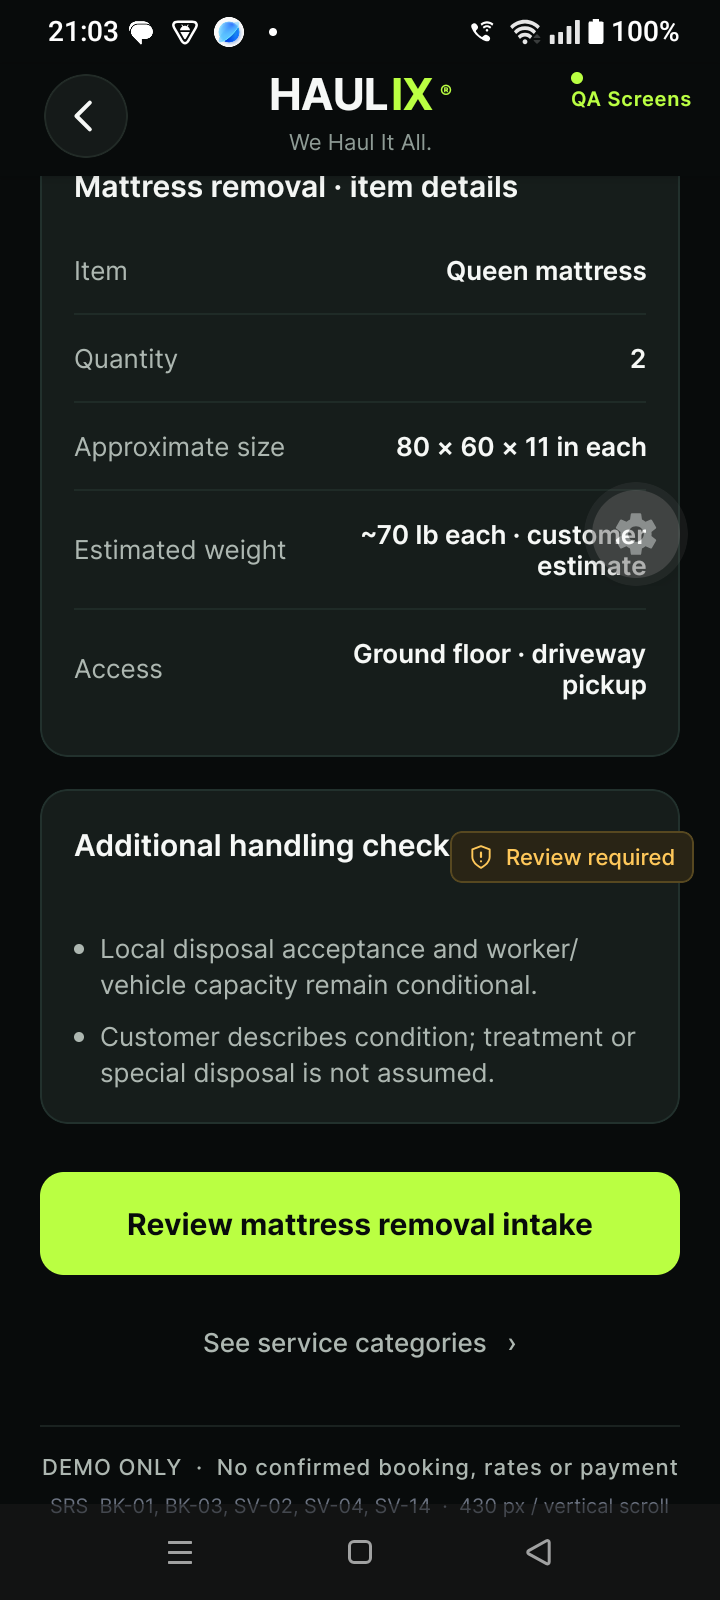 21:03
100%
HAULIX ®
QA Screens
We Haul It All.
Mattress removal · item details
Item Queen mattress
Quantity 2
Approximate size 80 × 60 × 11 in each
Estimated weight ~70 lb each · customer
estimate
Access Ground floor · driveway
pickup
Additional handling check
Review required
• Local disposal acceptance and worker/
vehicle capacity remain conditional.
• Customer describes condition; treatment or
special disposal is not assumed.
Review mattress removal intake
See service categories ›
DEMO ONLY · No confirmed booking, rates or payment
SRS BK-01, BK-03, SV-02, SV-04, SV-14 · 430 px / vertical scroll